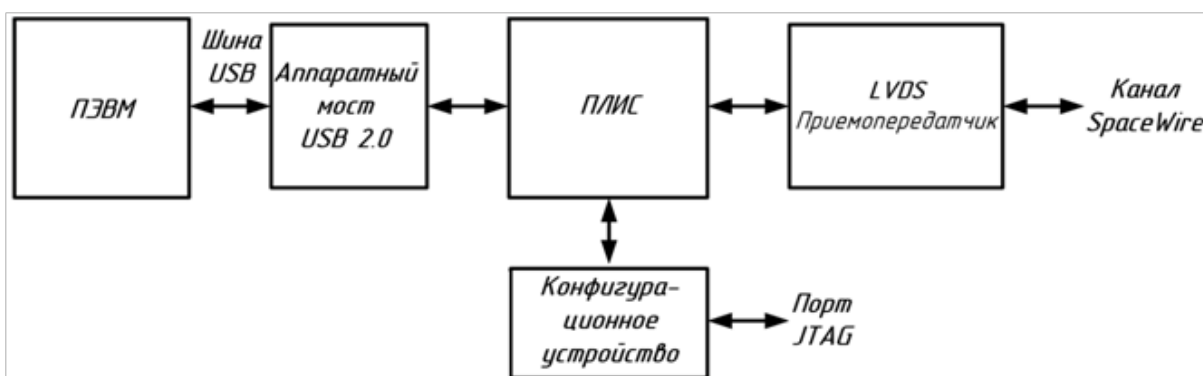 ПЭВМ
Шина
USB
Аппаратный
мост
USB 2.0
ПЛИС
LVDS
Приемопередатчик
Канал
SpaceWire
Конфигура-
ционное
устройство
Порт
JTAG